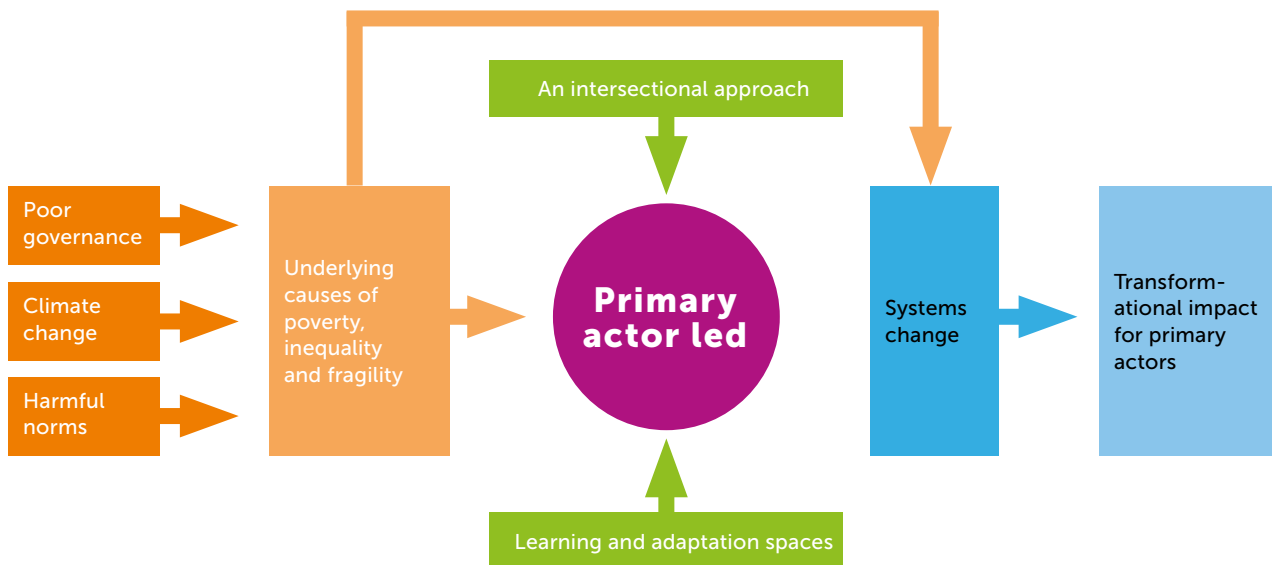 An intersectional approach
Poor
governance
Climate
change
Harmful
norms
Underlying
causes of
poverty,
inequality
and fragility
Primary
actor led
Systems
change
Transform-
ational impact
for primary
actors
Learning and adaptation spaces